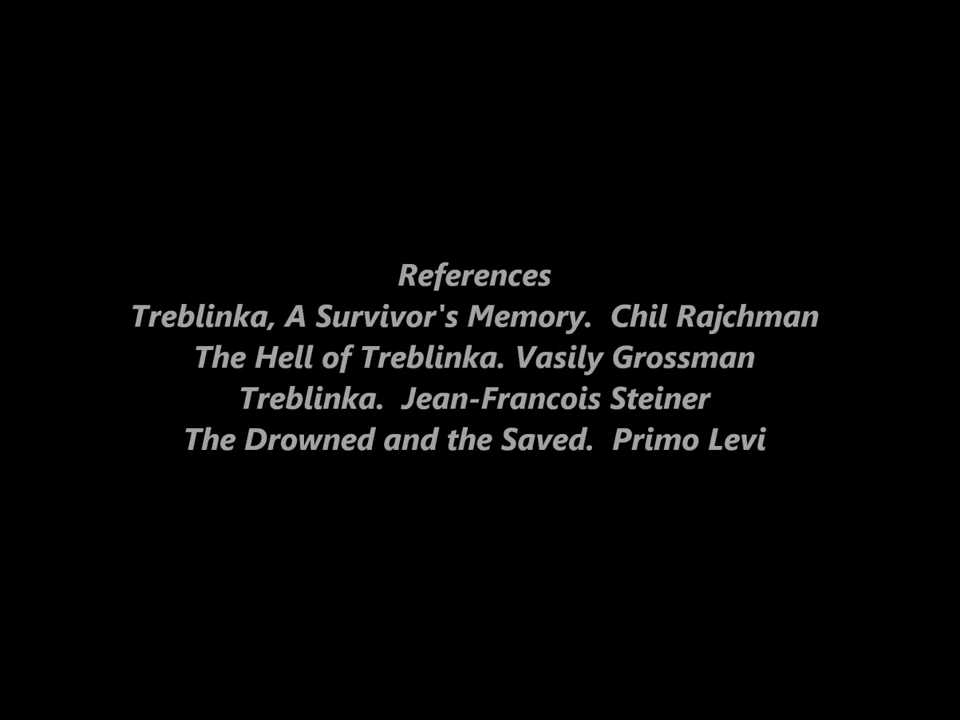 References
Treblinka, A Survivor's Memory.  Chil Rajchman
The Hell of Treblinka. Vasily Grossman
Treblinka.  Jean-Francois Steiner
The Drowned and the Saved.  Primo Levi